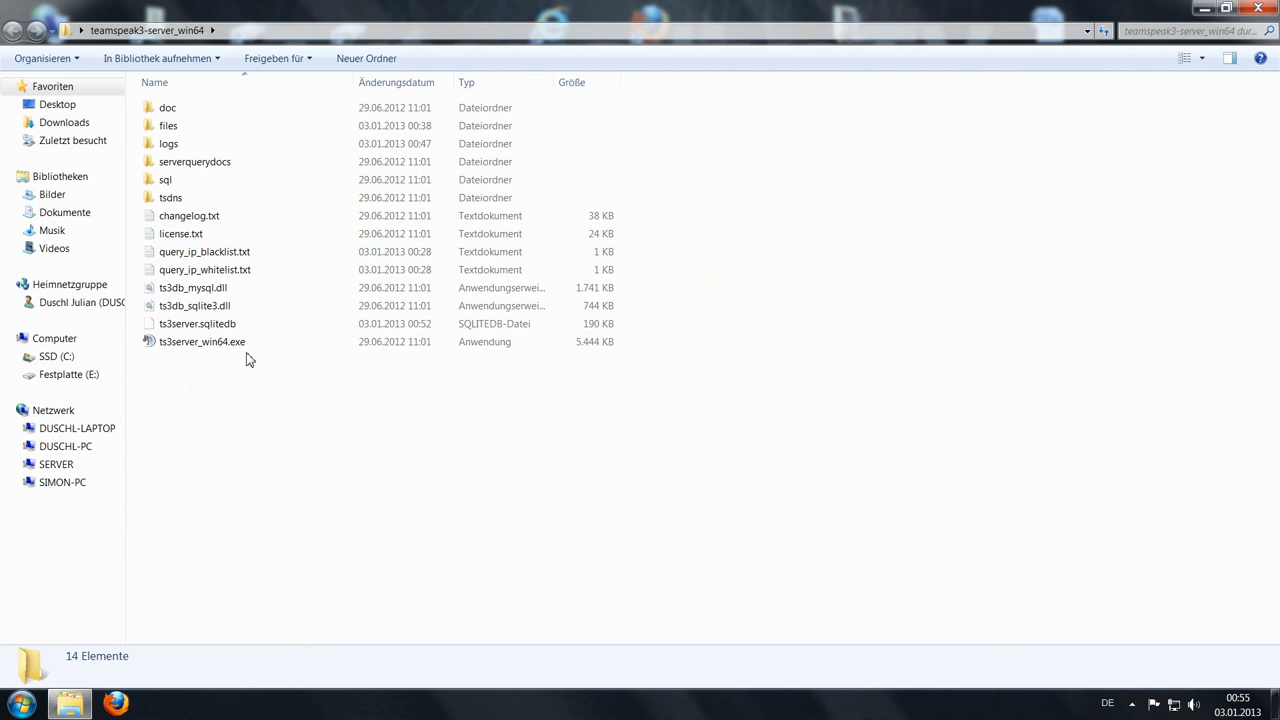 teamspeak3-server_win64
teamspeak3-server_win64 dur...
Organisieren
In Bibliothek aufnehmen
Freigeben für
Neuer Ordner
Favoriten
Desktop
Downloads
Zuletzt besucht
Bibliotheken
Bilder
Dokumente
Musik
Videos
Heimnetzgruppe
Duschl Julian (DUSC
Computer
SSD (C:)
Festplatte (E:)
Netzwerk
DUSCHL-LAPTOP
DUSCHL-PC
SERVER
SIMON-PC
Name Änderungsdatum Typ Größe
doc 29.06.2012 11:01 Dateiordner
files 03.01.2013 00:38 Dateiordner
logs 03.01.2013 00:47 Dateiordner
serverquerydocs 29.06.2012 11:01 Dateiordner
sql 29.06.2012 11:01 Dateiordner
tsdns 29.06.2012 11:01 Dateiordner
changelog.txt 29.06.2012 11:01 Textdokument 38 KB
license.txt 29.06.2012 11:01 Textdokument 24 KB
query_ip_blacklist.txt 03.01.2013 00:28 Textdokument 1 KB
query_ip_whitelist.txt 03.01.2013 00:28 Textdokument 1 KB
ts3db_mysql.dll 29.06.2012 11:01 Anwendungserwei... 1.741 KB
ts3db_sqlite3.dll 29.06.2012 11:01 Anwendungserwei... 744 KB
ts3server.sqlitedb 03.01.2013 00:52 SQLITEDB-Datei 190 KB
ts3server_win64.exe 29.06.2012 11:01 Anwendung 5.444 KB
14 Elemente
DE
00:55
03.01.2013